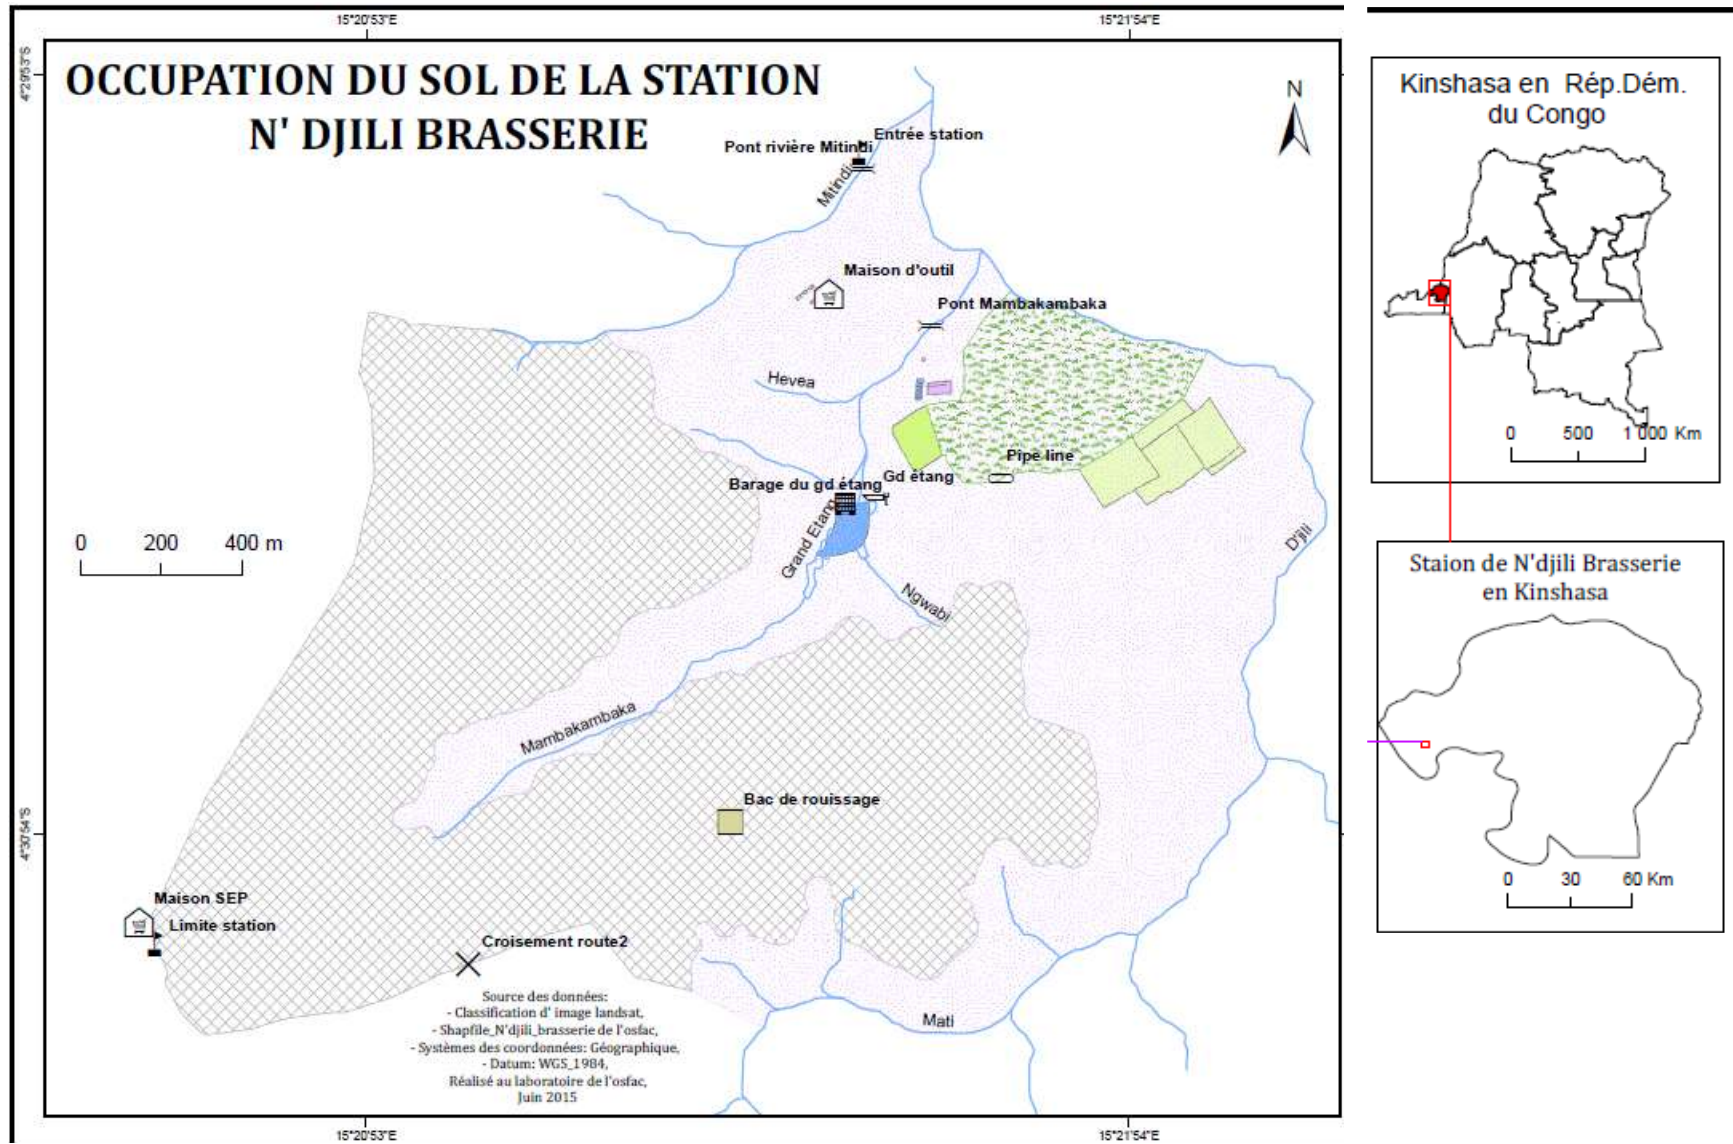 15°20'53"E
15°21'54"E
4°29'53"S
OCCUPATION DU SOL DE LA STATION
N' DJILI BRASSERIE
N
Entrée station
Pont rivière Mitindi
Mitindi
Maison d'outil
Pont Mambakambaka
Hevea
Pipe line
Gd étang
Barage du gd étang
Grand Etang
D'jili
0 200 400 m
Ngwabi
Mambakambaka
Bac de rouissage
4°30'54"S
Maison SEP
Limite station
Croisement route2
Source des données:
- Classification d' image landsat,
- Shapfile_N'djili_brasserie de l'osfac,
- Systèmes des coordonnées: Géographique,
- Datum: WGS_1984,
Réalisé au laboratoire de l'osfac,
Juin 2015
Mati
15°20'53"E
15°21'54"E
Kinshasa en Rép.Dém.
du Congo
0 500 1 000 Km
Staion de N'djili Brasserie
en Kinshasa
0 30 60 Km